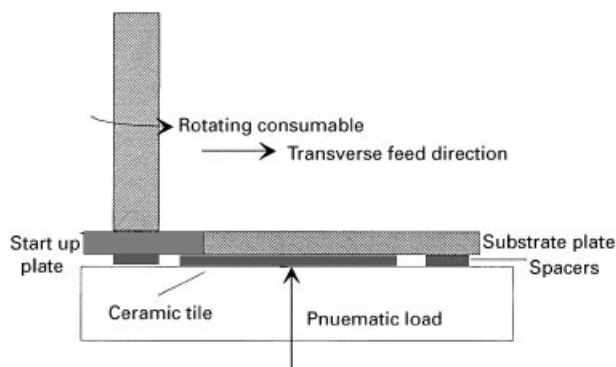 Rotating consumable
Transverse feed direction
Start up
plate
Substrate plate
Spacers
Ceramic tile
Pnuematic load